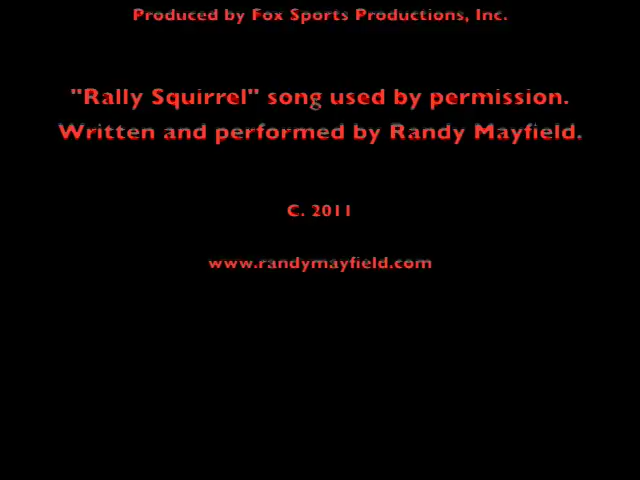 Produced by Fox Sports Productions, Inc.
"Rally Squirrel" song used by permission.
Written and performed by Randy Mayfield.
C. 2011
www.randymayfield.com